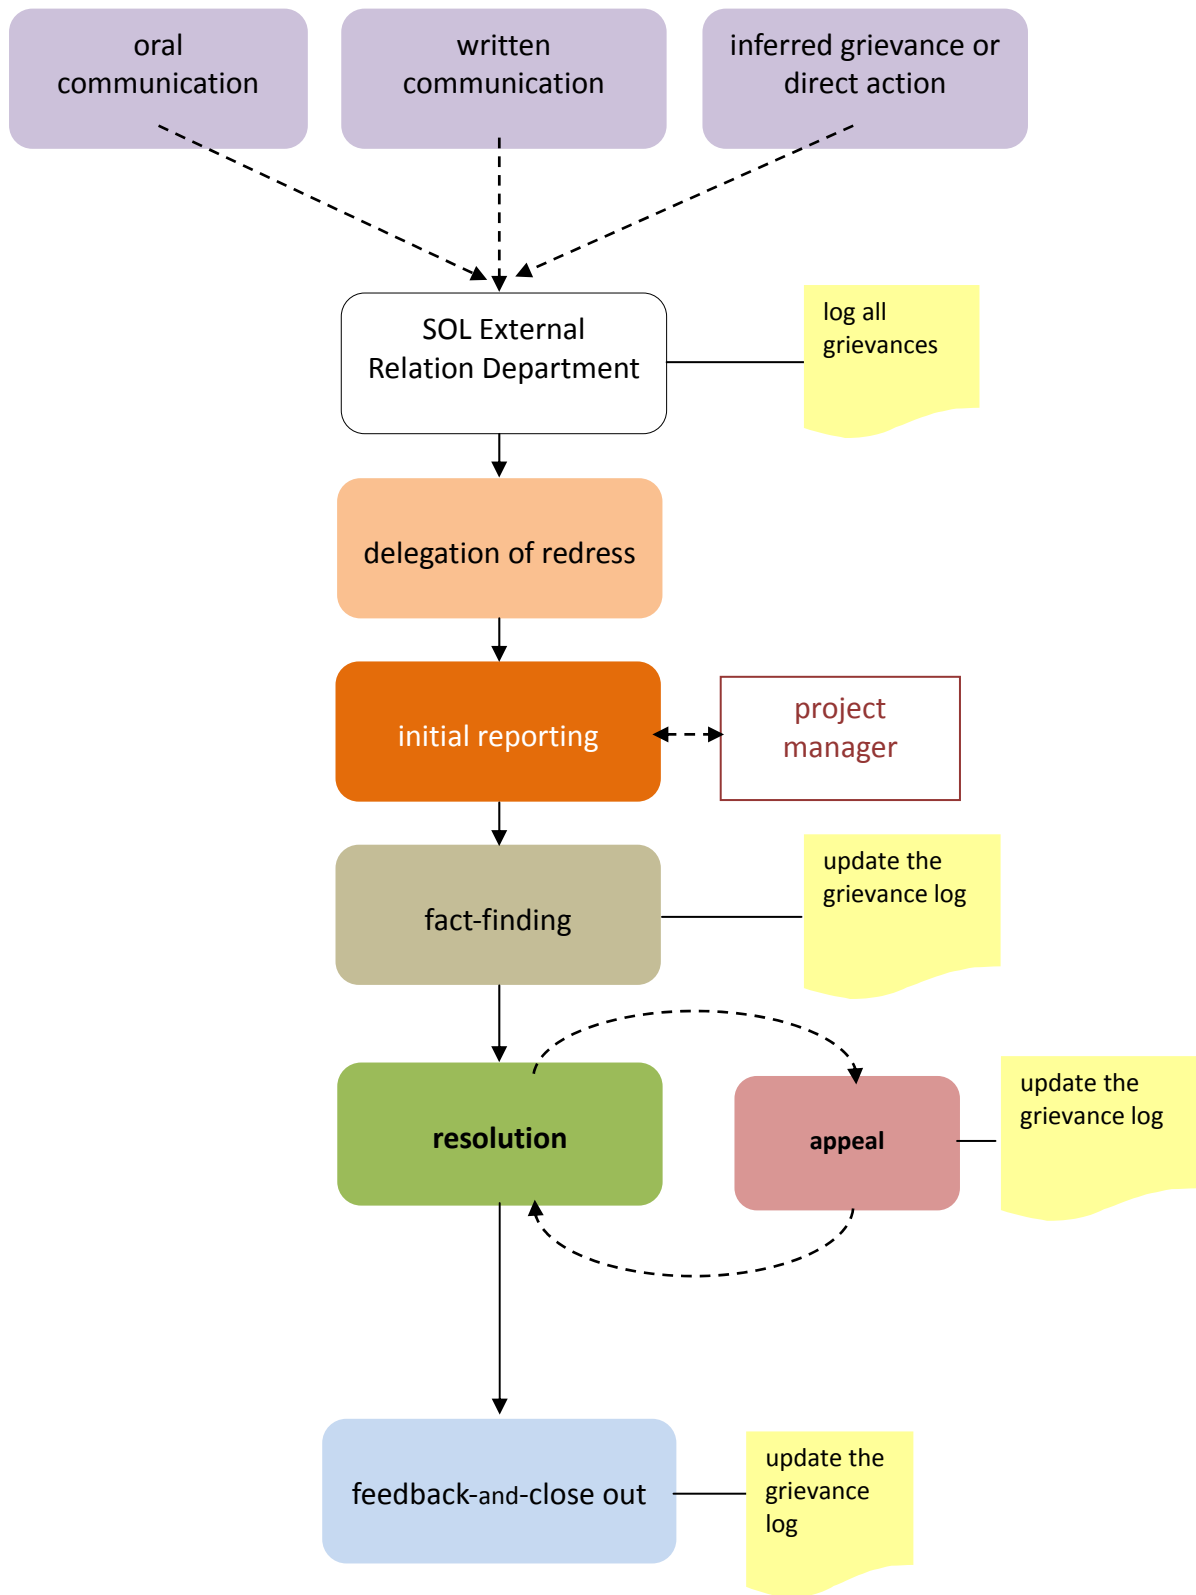 oral
communication
written
communication
inferred grievance or
direct action
SOL External
Relation Department
log all
grievances
delegation of redress
initial reporting
project
manager
fact-finding
update the
grievance log
resolution
appeal
update the
grievance log
feedback-and-close out
update the
grievance
log